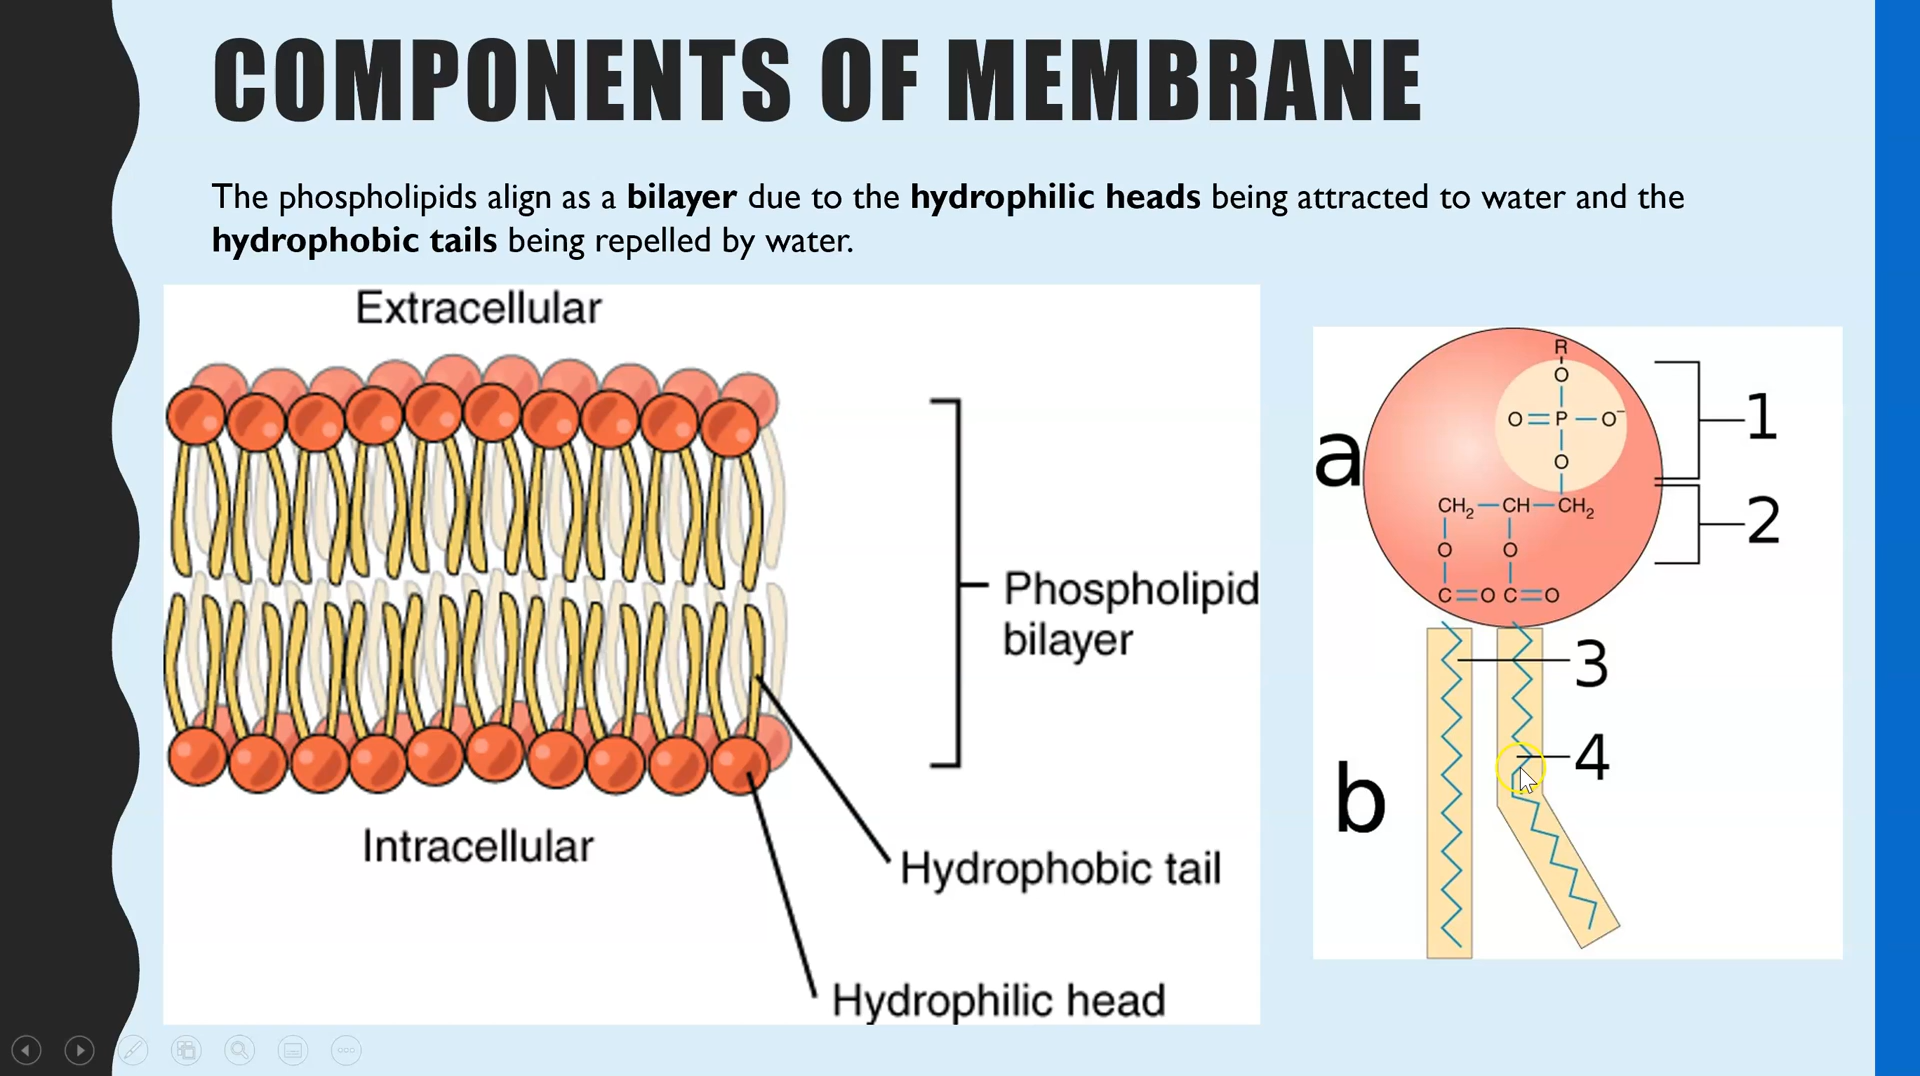 COMPONENTS OF MEMBRANE
The phospholipids align as a bilayer due to the hydrophilic heads being attracted to water and the
hydrophobic tails being repelled by water.
Extracellular
Phospholipid
bilayer
Intracellular
Hydrophobic tail
Hydrophilic head
a
R
O
O=P—O⁻
O
CH₂—CH—CH₂
O O
C=O C=O
1
2
3
4
b